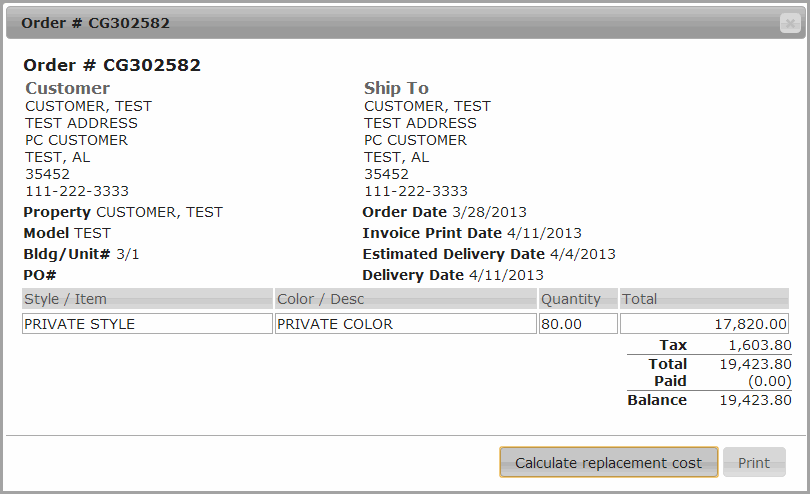 Order # CG302582
Order # CG302582
Customer Ship To
CUSTOMER, TEST CUSTOMER, TEST
TEST ADDRESS TEST ADDRESS
PC CUSTOMER PC CUSTOMER
TEST, AL TEST, AL
35452 35452
111-222-3333 111-222-3333
Property CUSTOMER, TEST Order Date 3/28/2013
Model TEST Invoice Print Date 4/11/2013
Bldg/Unit# 3/1 Estimated Delivery Date 4/4/2013
PO# Delivery Date 4/11/2013
Style / Item Color / Desc Quantity Total
PRIVATE STYLE PRIVATE COLOR 80.00 17,820.00
Tax 1,603.80
Total 19,423.80
Paid (0.00)
Balance 19,423.80
Calculate replacement cost Print